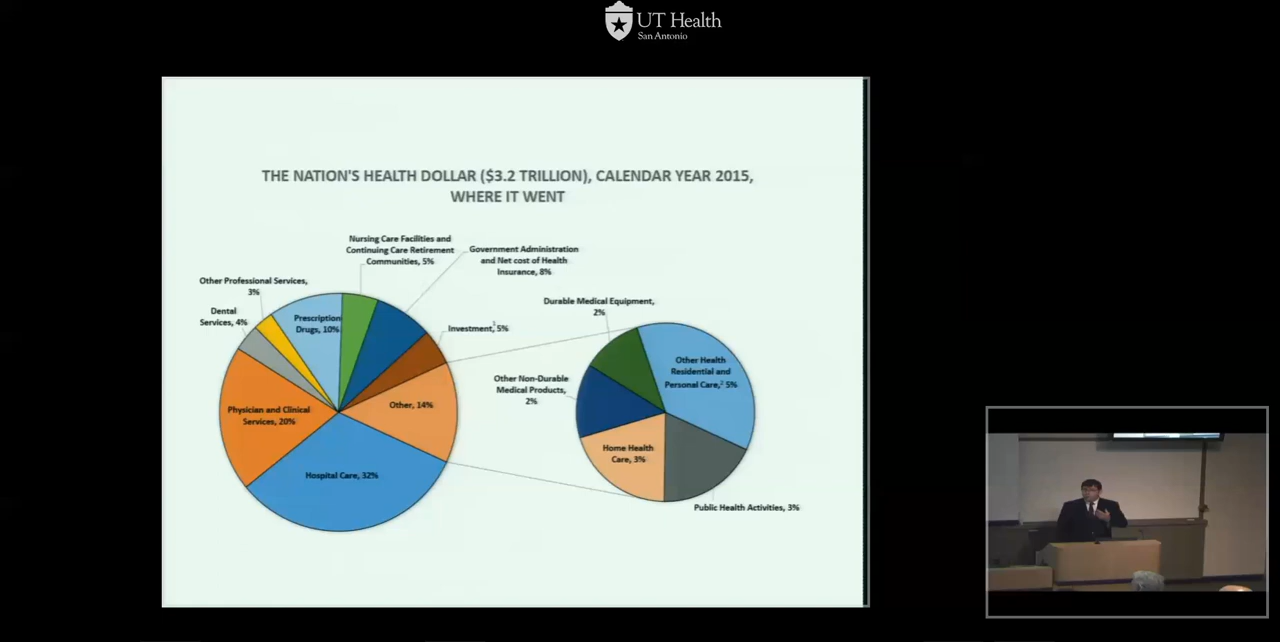 UT Health
San Antonio
THE NATION'S HEALTH DOLLAR ($3.2 TRILLION), CALENDAR YEAR 2015,
WHERE IT WENT
Nursing Care Facilities and
Continuing Care Retirement
Communities, 5%
Government Administration
and Net cost of Health
Insurance, 8%
Other Professional Services,
3%
Dental
Services, 4%
Prescription
Drugs, 10%
Investment,¹ 5%
Other, 14%
Physician and Clinical
Services, 20%
Hospital Care, 32%
Durable Medical Equipment,
2%
Other Health
Residential and
Personal Care,² 5%
Other Non-Durable
Medical Products,
2%
Home Health
Care, 3%
Public Health Activities, 3%